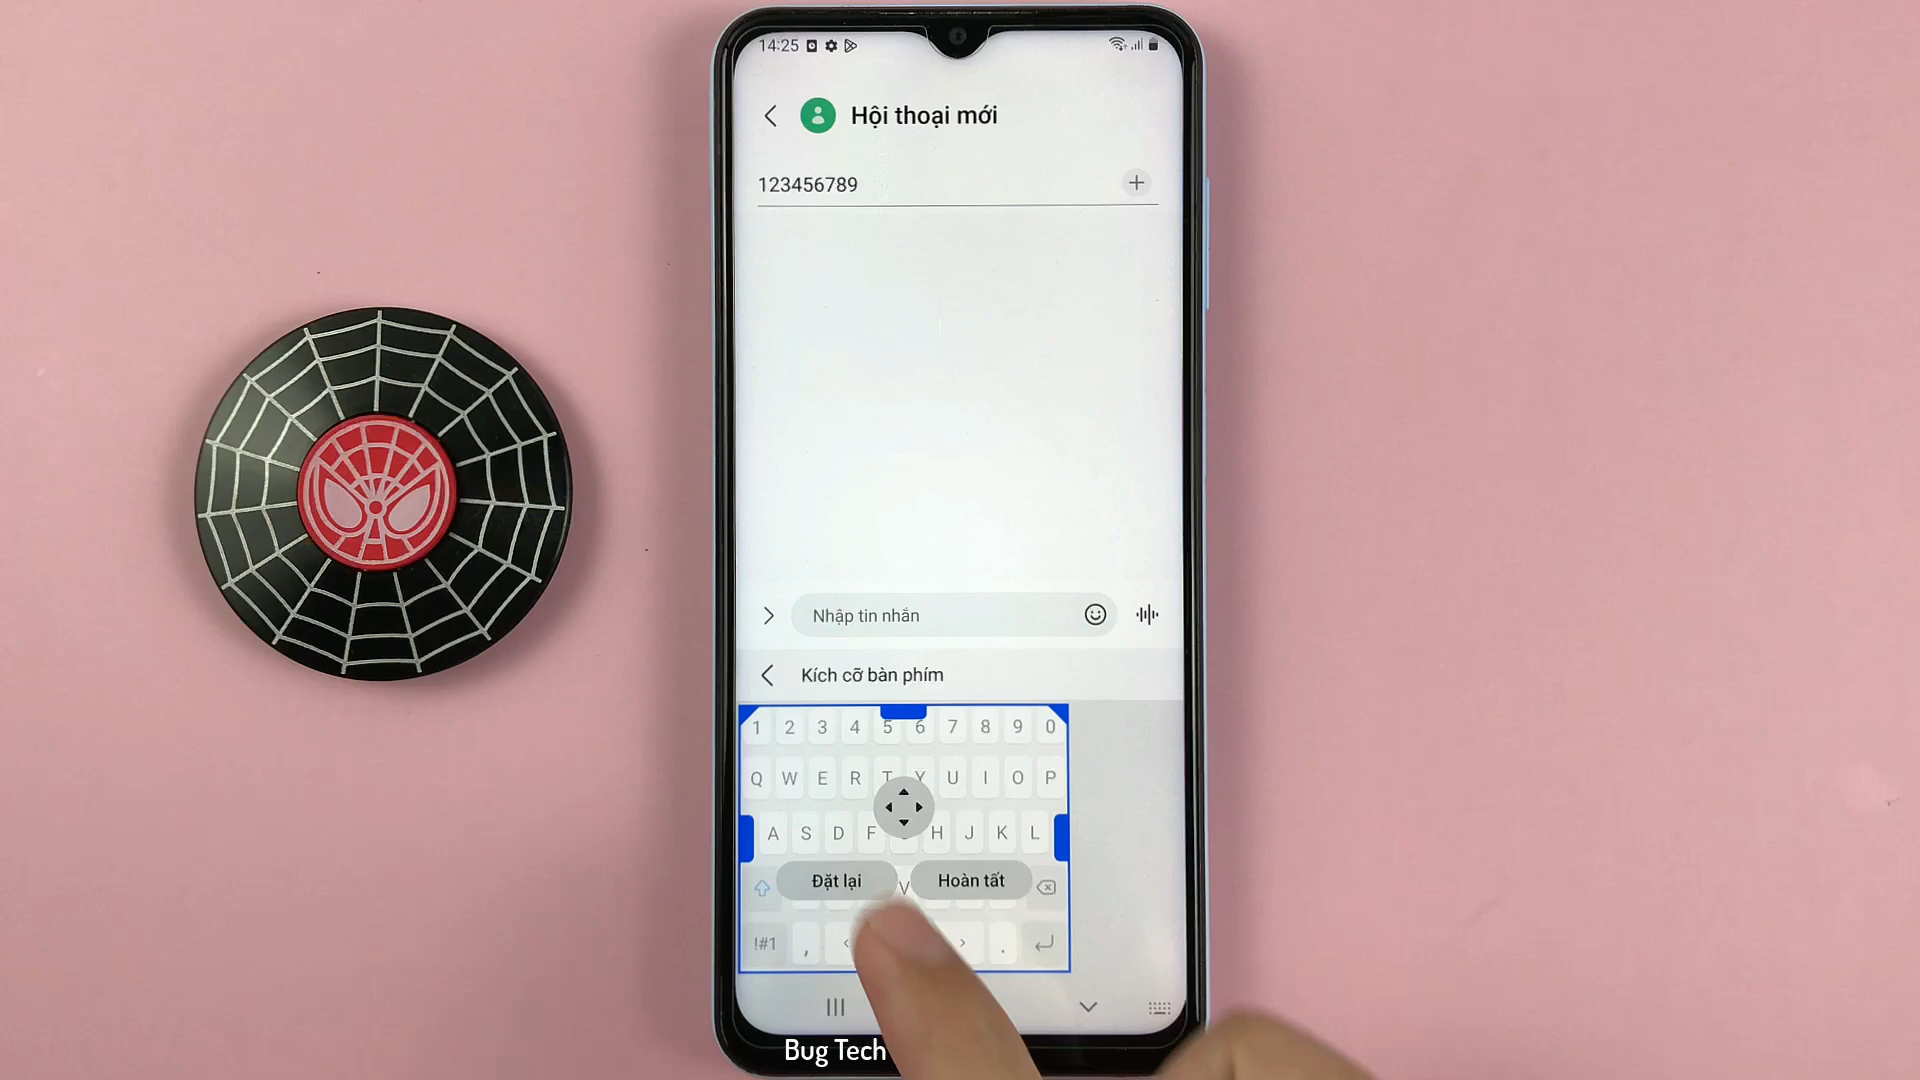 14:25
Hội thoại mới
123456789
Nhập tin nhắn
Kích cỡ bàn phím
1 2 3 4 5 6 7 8 9 0
Q W E R T Y U I O P
A S D F H J K L
Đặt lại V Hoàn tất
!#1 , < > .
Bug Tech